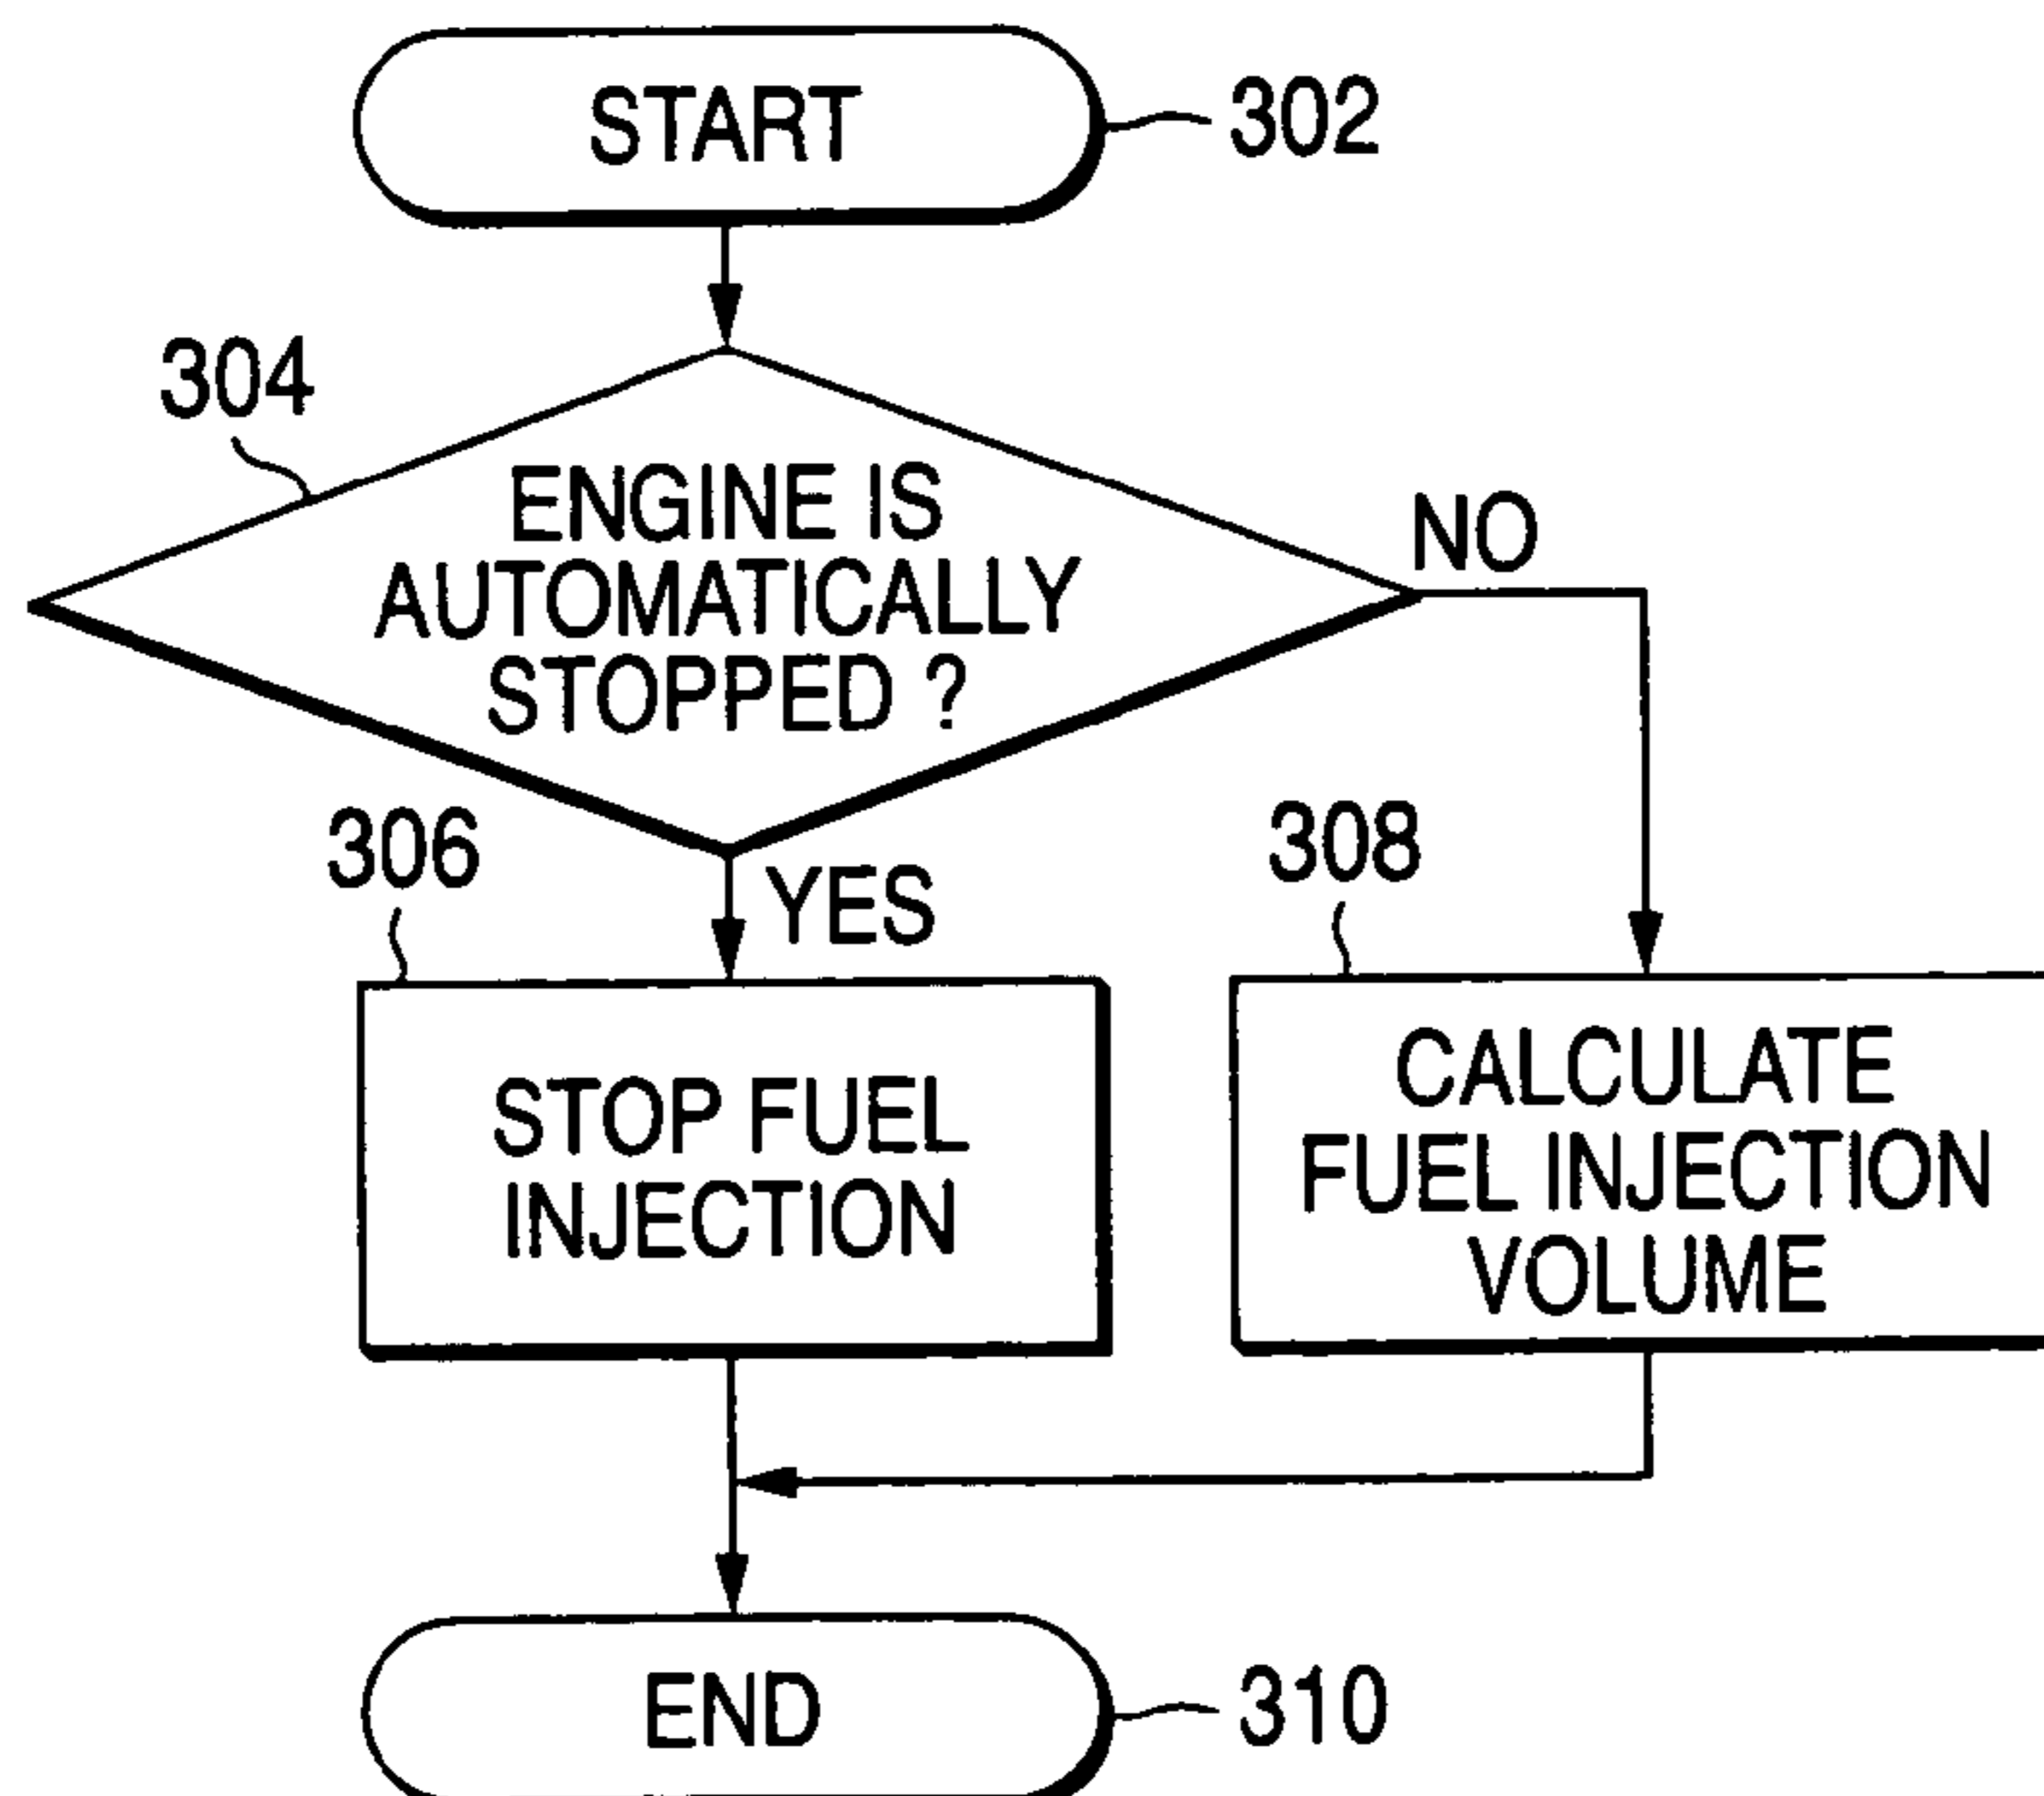 START
302
304
ENGINE IS
AUTOMATICALLY
STOPPED ?
NO
306
YES
308
STOP FUEL
INJECTION
CALCULATE
FUEL INJECTION
VOLUME
END
310